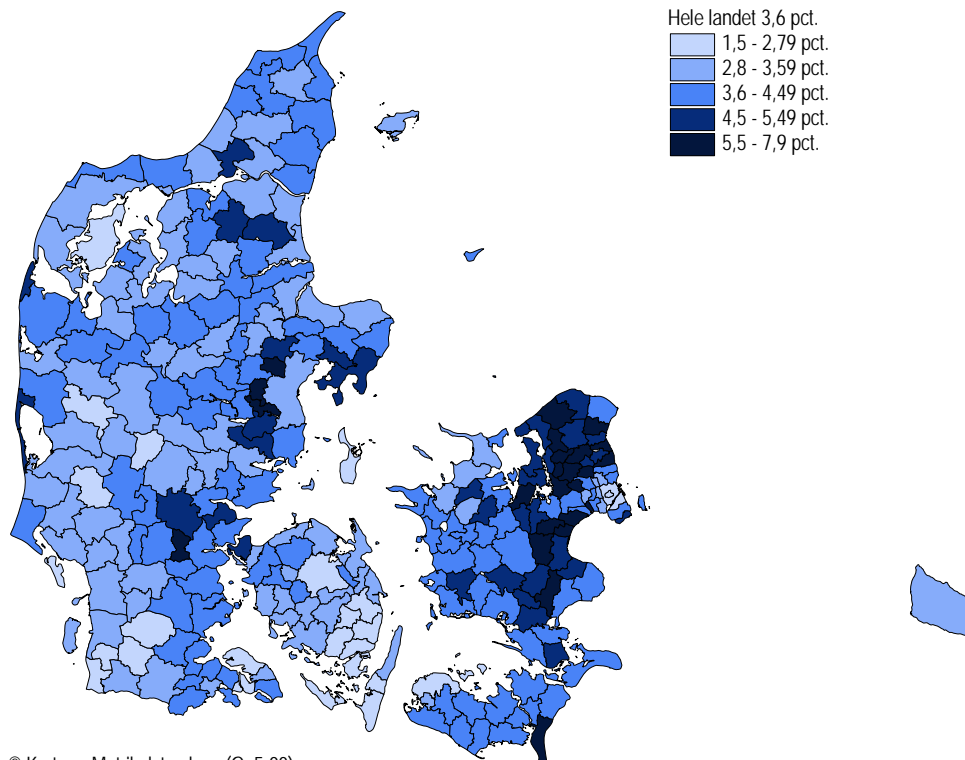 Hele landet 3,6 pct.
1,5 - 2,79 pct.
2,8 - 3,59 pct.
3,6 - 4,49 pct.
4,5 - 5,49 pct.
5,5 - 7,9 pct.
©